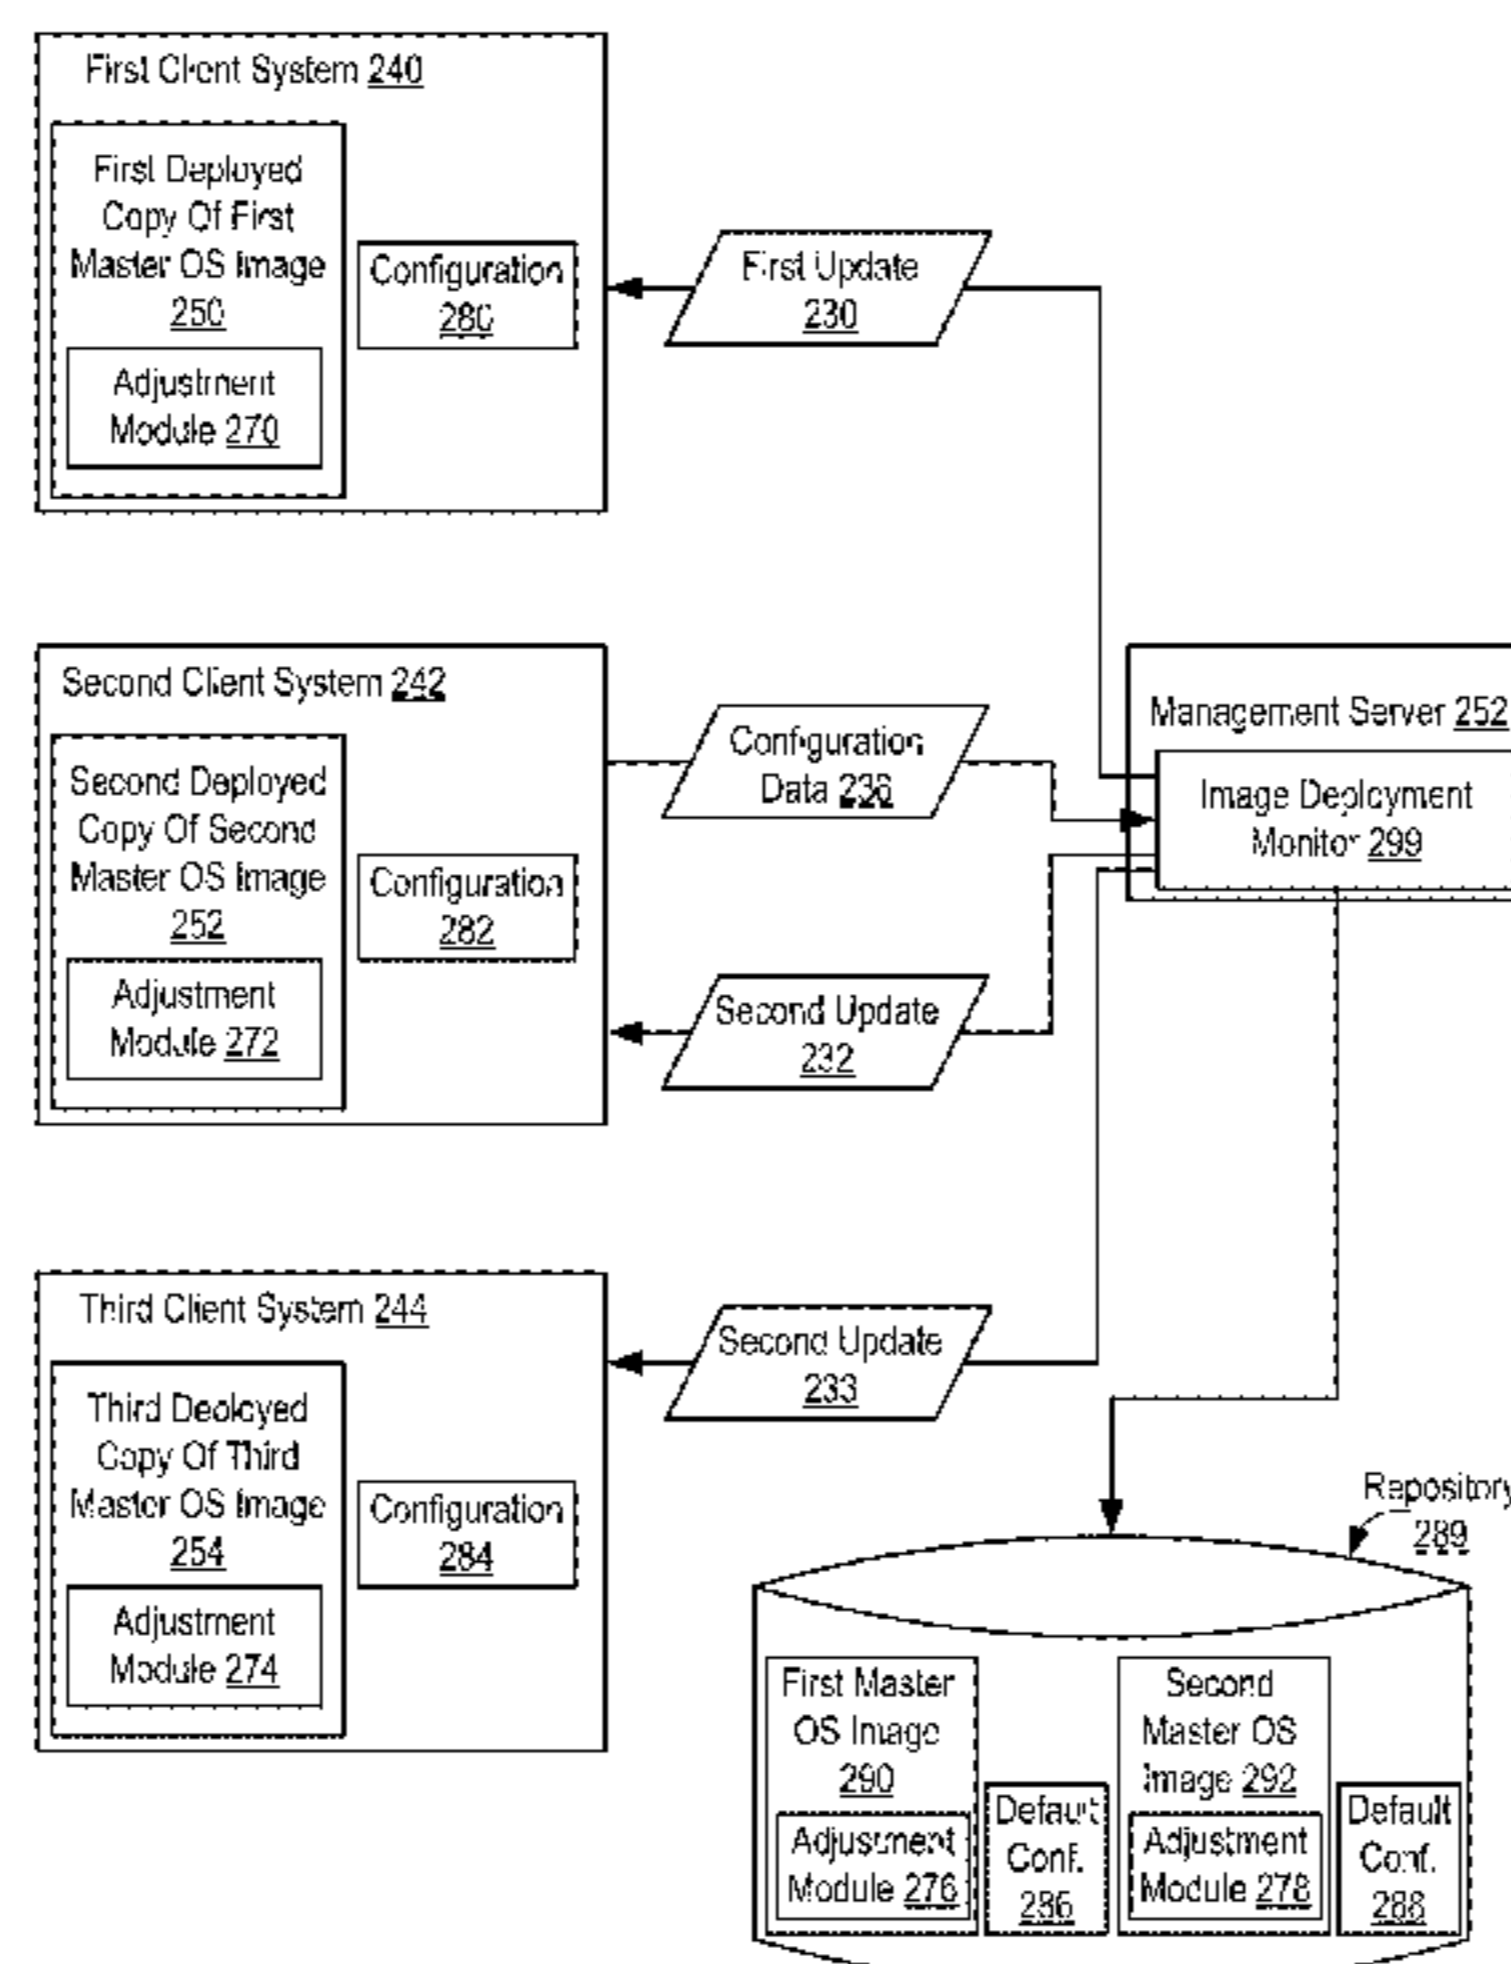 First Client System 240
First Deployed
Copy Of First
Master OS Image
250
Adjustment
Module 270
Configuration
280
First Update
230
Second Client System 242
Second Deployed
Copy Of Second
Master OS Image
252
Adjustment
Module 272
Configuration
282
Configuration
Data 236
Second Update
232
Management Server 252
Image Deployment
Monitor 299
Third Client System 244
Third Deployed
Copy Of Third
Master OS Image
254
Adjustment
Module 274
Configuration
284
Second Update
233
Repository
289
First Master
OS Image
290
Adjustment
Module 276
Default
Conf.
286
Second
Master OS
Image 292
Adjustment
Module 278
Default
Conf.
288